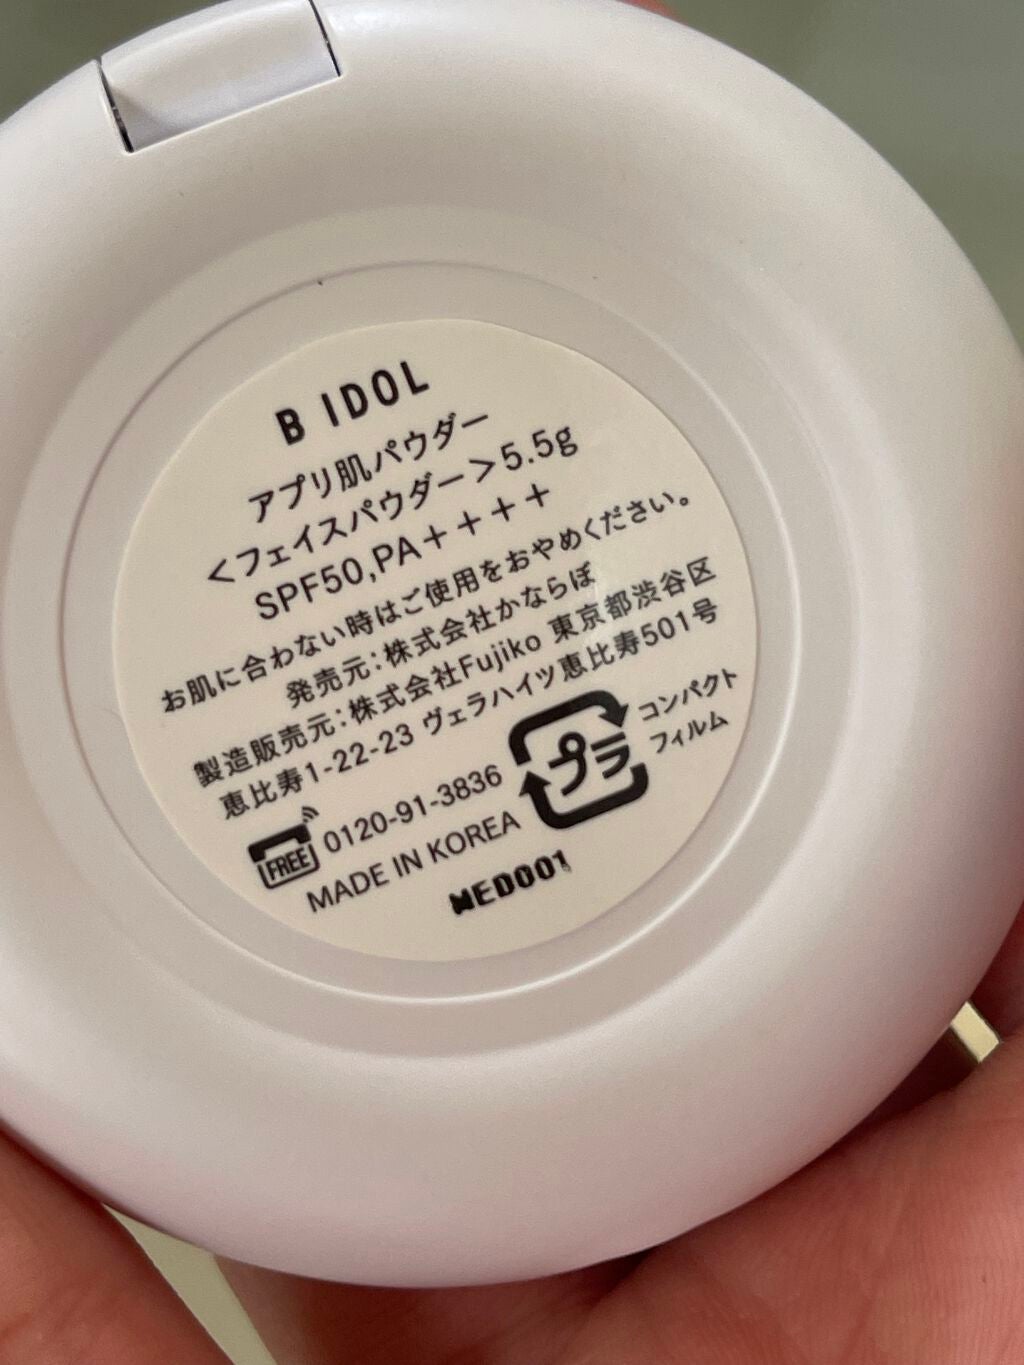 B IDOL
アプリ肌パウダー
<フェイスパウダー>5.5g
SPF50,PA++++
お肌に合わない時はご使用をおやめください。
発売元:株式会社かならぼ
製造販売元:株式会社Fujiko 東京都渋谷区
恵比寿1-22-23 ヴェラハイツ恵比寿501号
FREE 0120-91-3836
MADE IN KOREA
プラ
コンパクト
フィルム
NED001